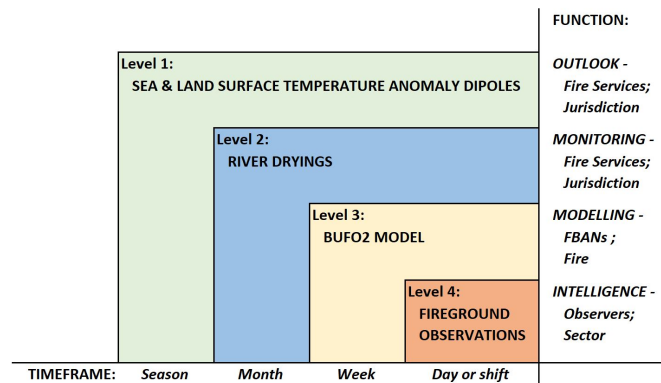 FUNCTION:
Level 1:
SEA & LAND SURFACE TEMPERATURE ANOMALY DIPOLES
OUTLOOK -
Fire Services;
Jurisdiction
Level 2:
RIVER DRYINGS
MONITORING -
Fire Services;
Jurisdiction
Level 3:
BUFO2 MODEL
MODELLING -
FBANs ;
Fire
Level 4:
FIREGROUND
OBSERVATIONS
INTELLIGENCE -
Observers;
Sector
TIMEFRAME: Season Month Week Day or shift